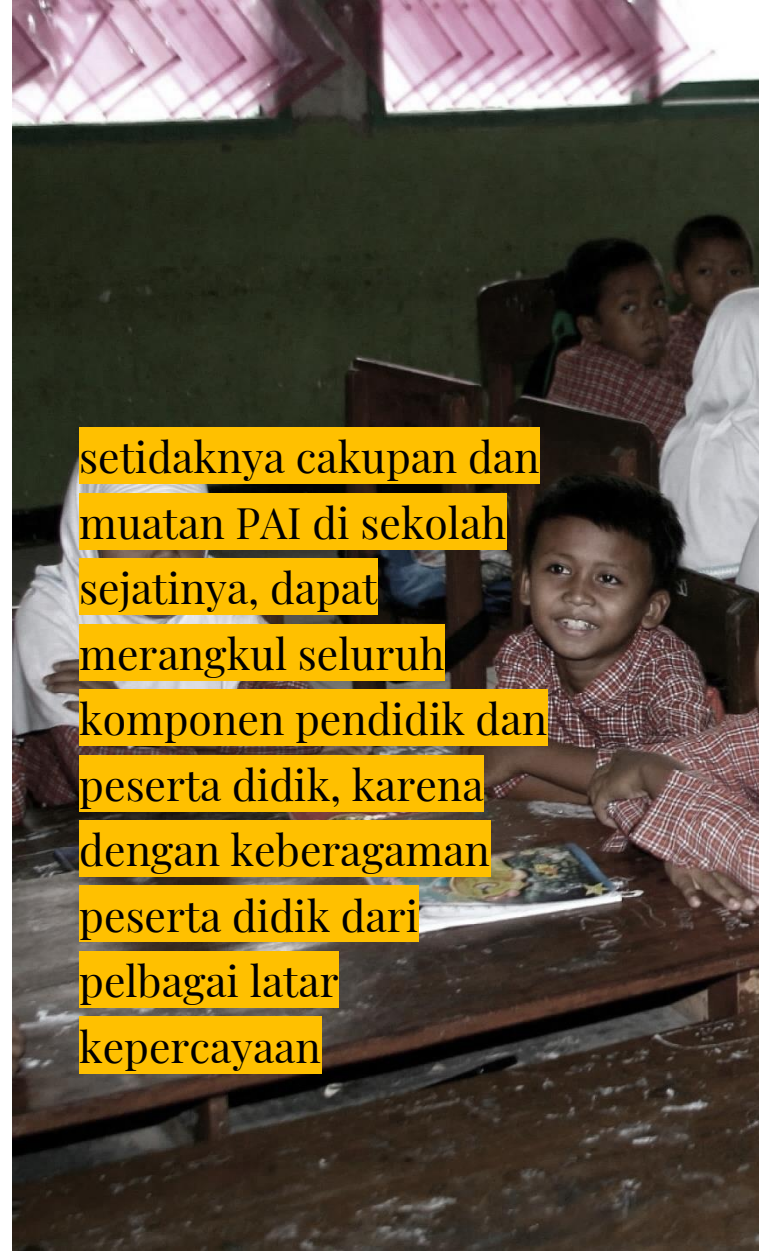 setidaknya cakupan dan
muatan PAI di sekolah
sejatinya, dapat
merangkul seluruh
komponen pendidik dan
peserta didik, karena
dengan keberagaman
peserta didik dari
pelbagai latar
kepercayaan